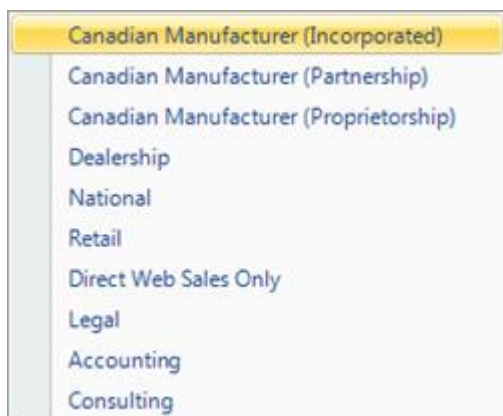 Canadian Manufacturer (Incorporated)
Canadian Manufacturer (Partnership)
Canadian Manufacturer (Proprietorship)
Dealership
National
Retail
Direct Web Sales Only
Legal
Accounting
Consulting